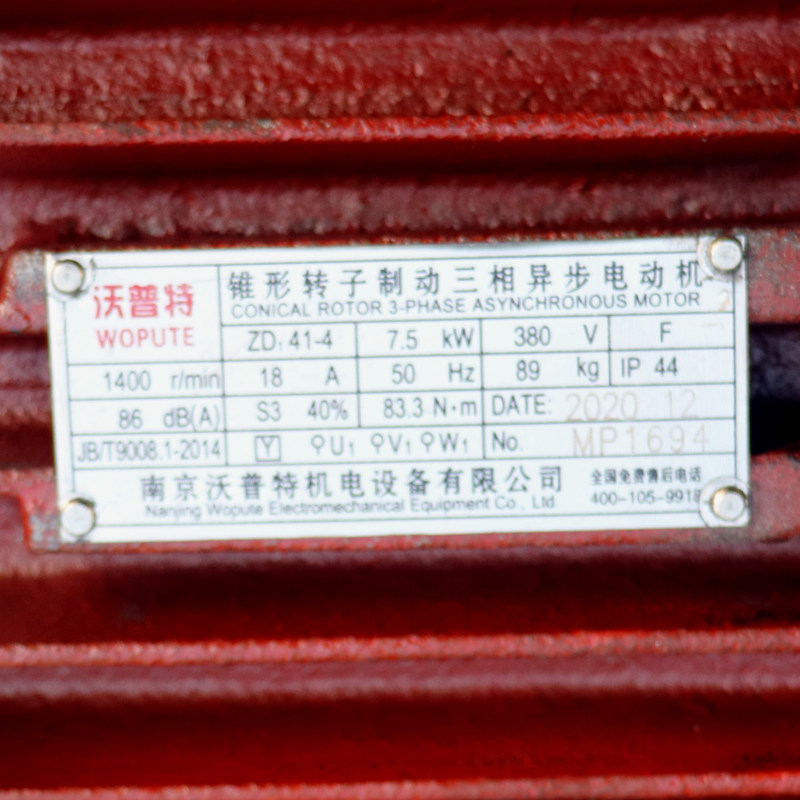 沃普特
WOPUTE
锥形转子制动三相异步电动机
CONICAL ROTOR 3-PHASE ASYNCHRONOUS MOTOR
ZD₁ 41-4 7.5 kW 380 V F
1400 r/min 18 A 50 Hz 89 kg IP 44
86 dB(A) S3 40% 83.3 N·m DATE: 2020 12
JB/T9008.1-2014 Y U₁ V₁ W₁ No. MP1694
南京沃普特机电设备有限公司 全国免费售后电话
Nanjing Wopute Electromechanical Equipment Co., Ltd. 400-105-9918